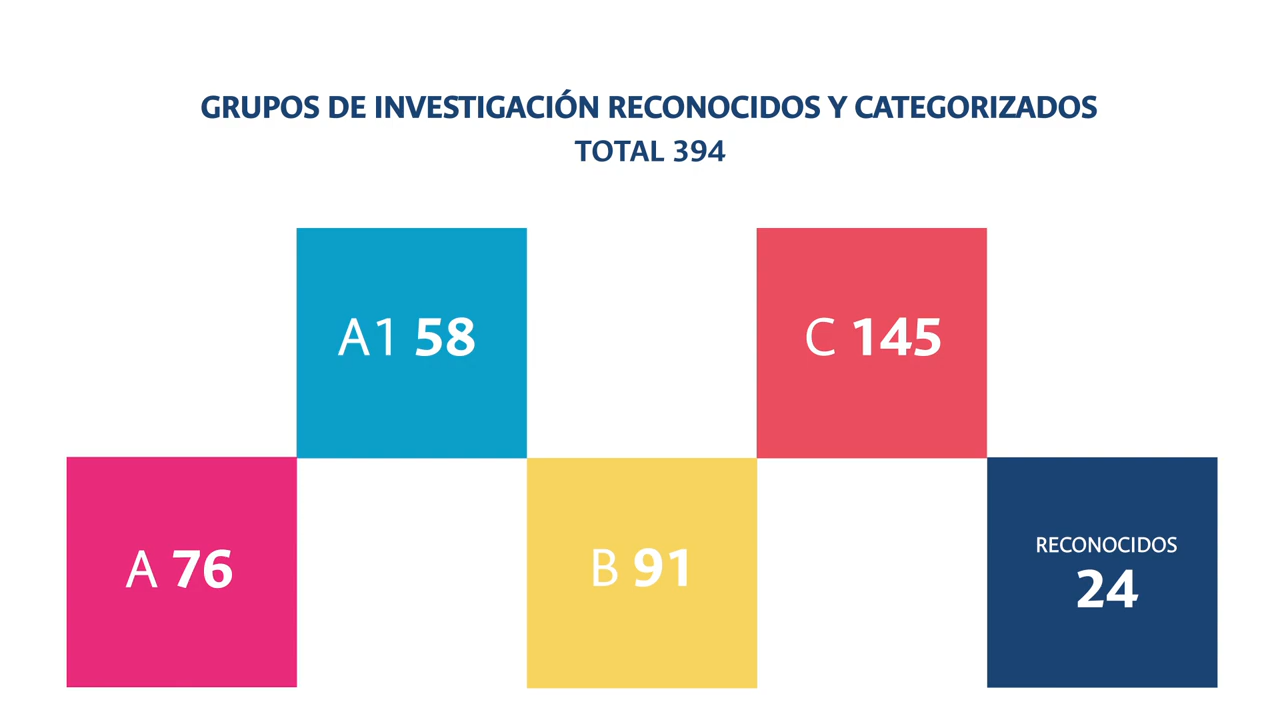 GRUPOS DE INVESTIGACIÓN RECONOCIDOS Y CATEGORIZADOS
TOTAL 394
A1 58
C 145
A 76
B 91
RECONOCIDOS
24